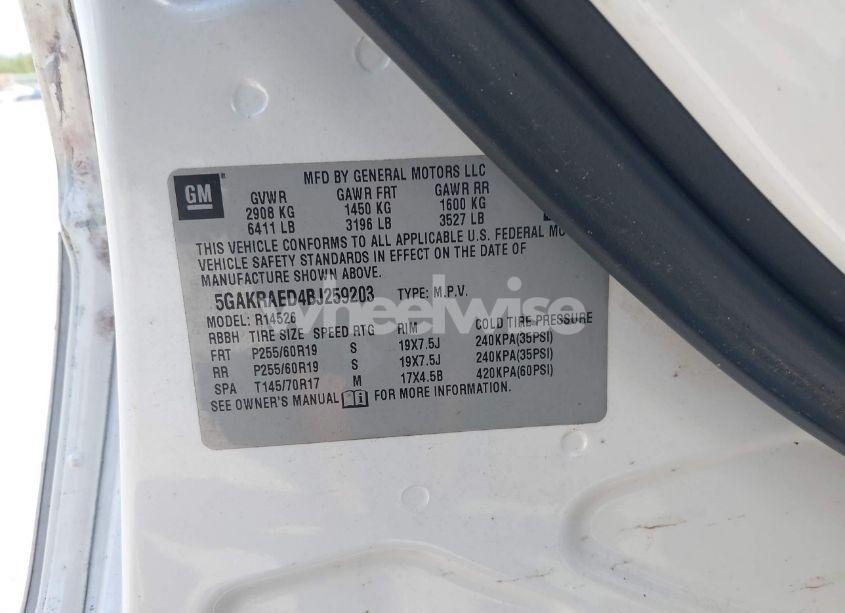 MFD BY GENERAL MOTORS LLC
GM
GVWR GAWR FRT GAWR RR
2908 KG 1450 KG 1600 KG
6411 LB 3196 LB 3527 LB
THIS VEHICLE CONFORMS TO ALL APPLICABLE U.S. FEDERAL MO
VEHICLE SAFETY STANDARDS IN EFFECT ON THE DATE OF
MANUFACTURE SHOWN ABOVE.
5GAKRAED4BJ259203 TYPE: M.P.V.
wheelwise
MODEL: R14526
RBBH TIRE SIZE SPEED RTG RIM COLD TIRE PRESSURE
FRT P255/60R19 S 19X7.5J 240KPA(35PSI)
RR P255/60R19 S 19X7.5J 240KPA(35PSI)
SPA T145/70R17 M 17X4.5B 420KPA(60PSI)
SEE OWNER'S MANUAL FOR MORE INFORMATION.